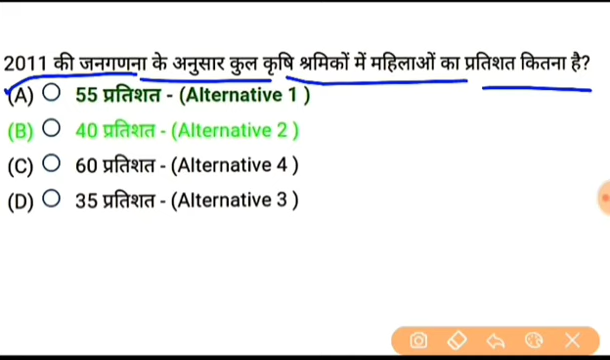 2011 की जनगणना के अनुसार कुल कृषि श्रमिकों में महिलाओं का प्रतिशत कितना है?
(A) 55 प्रतिशत - (Alternative 1 )
(B) 40 प्रतिशत - (Alternative 2 )
(C) 60 प्रतिशत - (Alternative 4 )
(D) 35 प्रतिशत - (Alternative 3 )